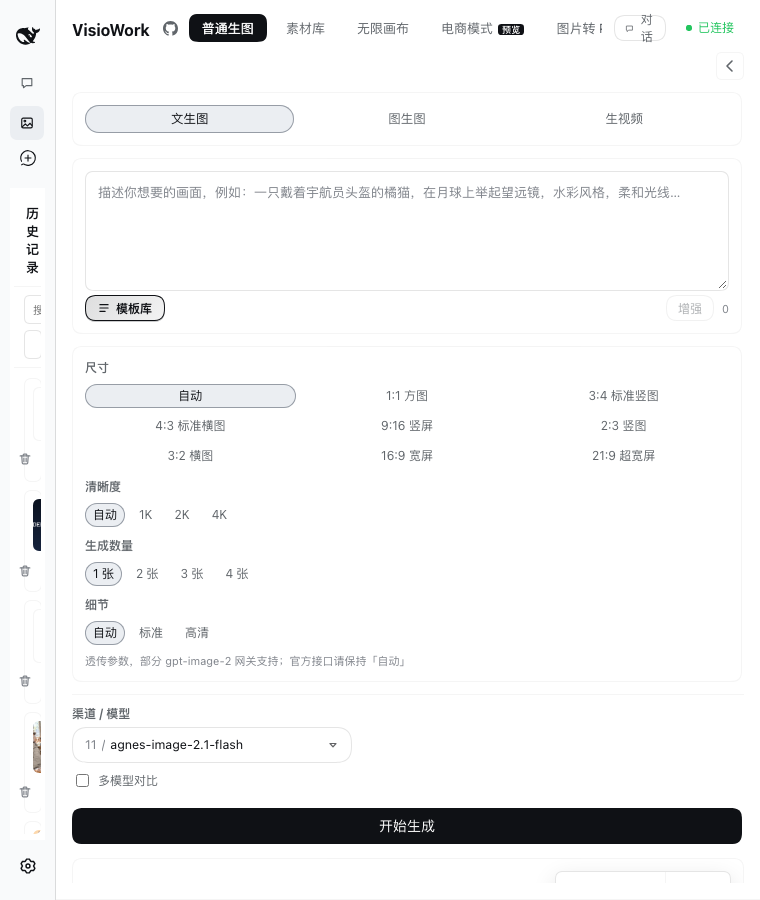 VisioWork
普通生图
素材库
无限画布
电商模式 预览
图片转
对话
已连接
历史记录
搜
文生图
图生图
生视频
描述你想要的画面，例如：一只戴着宇航员头盔的橘猫，在月球上举起望远镜，水彩风格，柔和光线...
模板库
增强 0
尺寸
自动 1:1 方图 3:4 标准竖图
4:3 标准横图 9:16 竖屏 2:3 竖图
3:2 横图 16:9 宽屏 21:9 超宽屏
清晰度
自动 1K 2K 4K
生成数量
1 张 2 张 3 张 4 张
细节
自动 标准 高清
透传参数，部分 gpt-image-2 网关支持；官方接口请保持「自动」
渠道 / 模型
11 / agnes-image-2.1-flash
多模型对比
开始生成